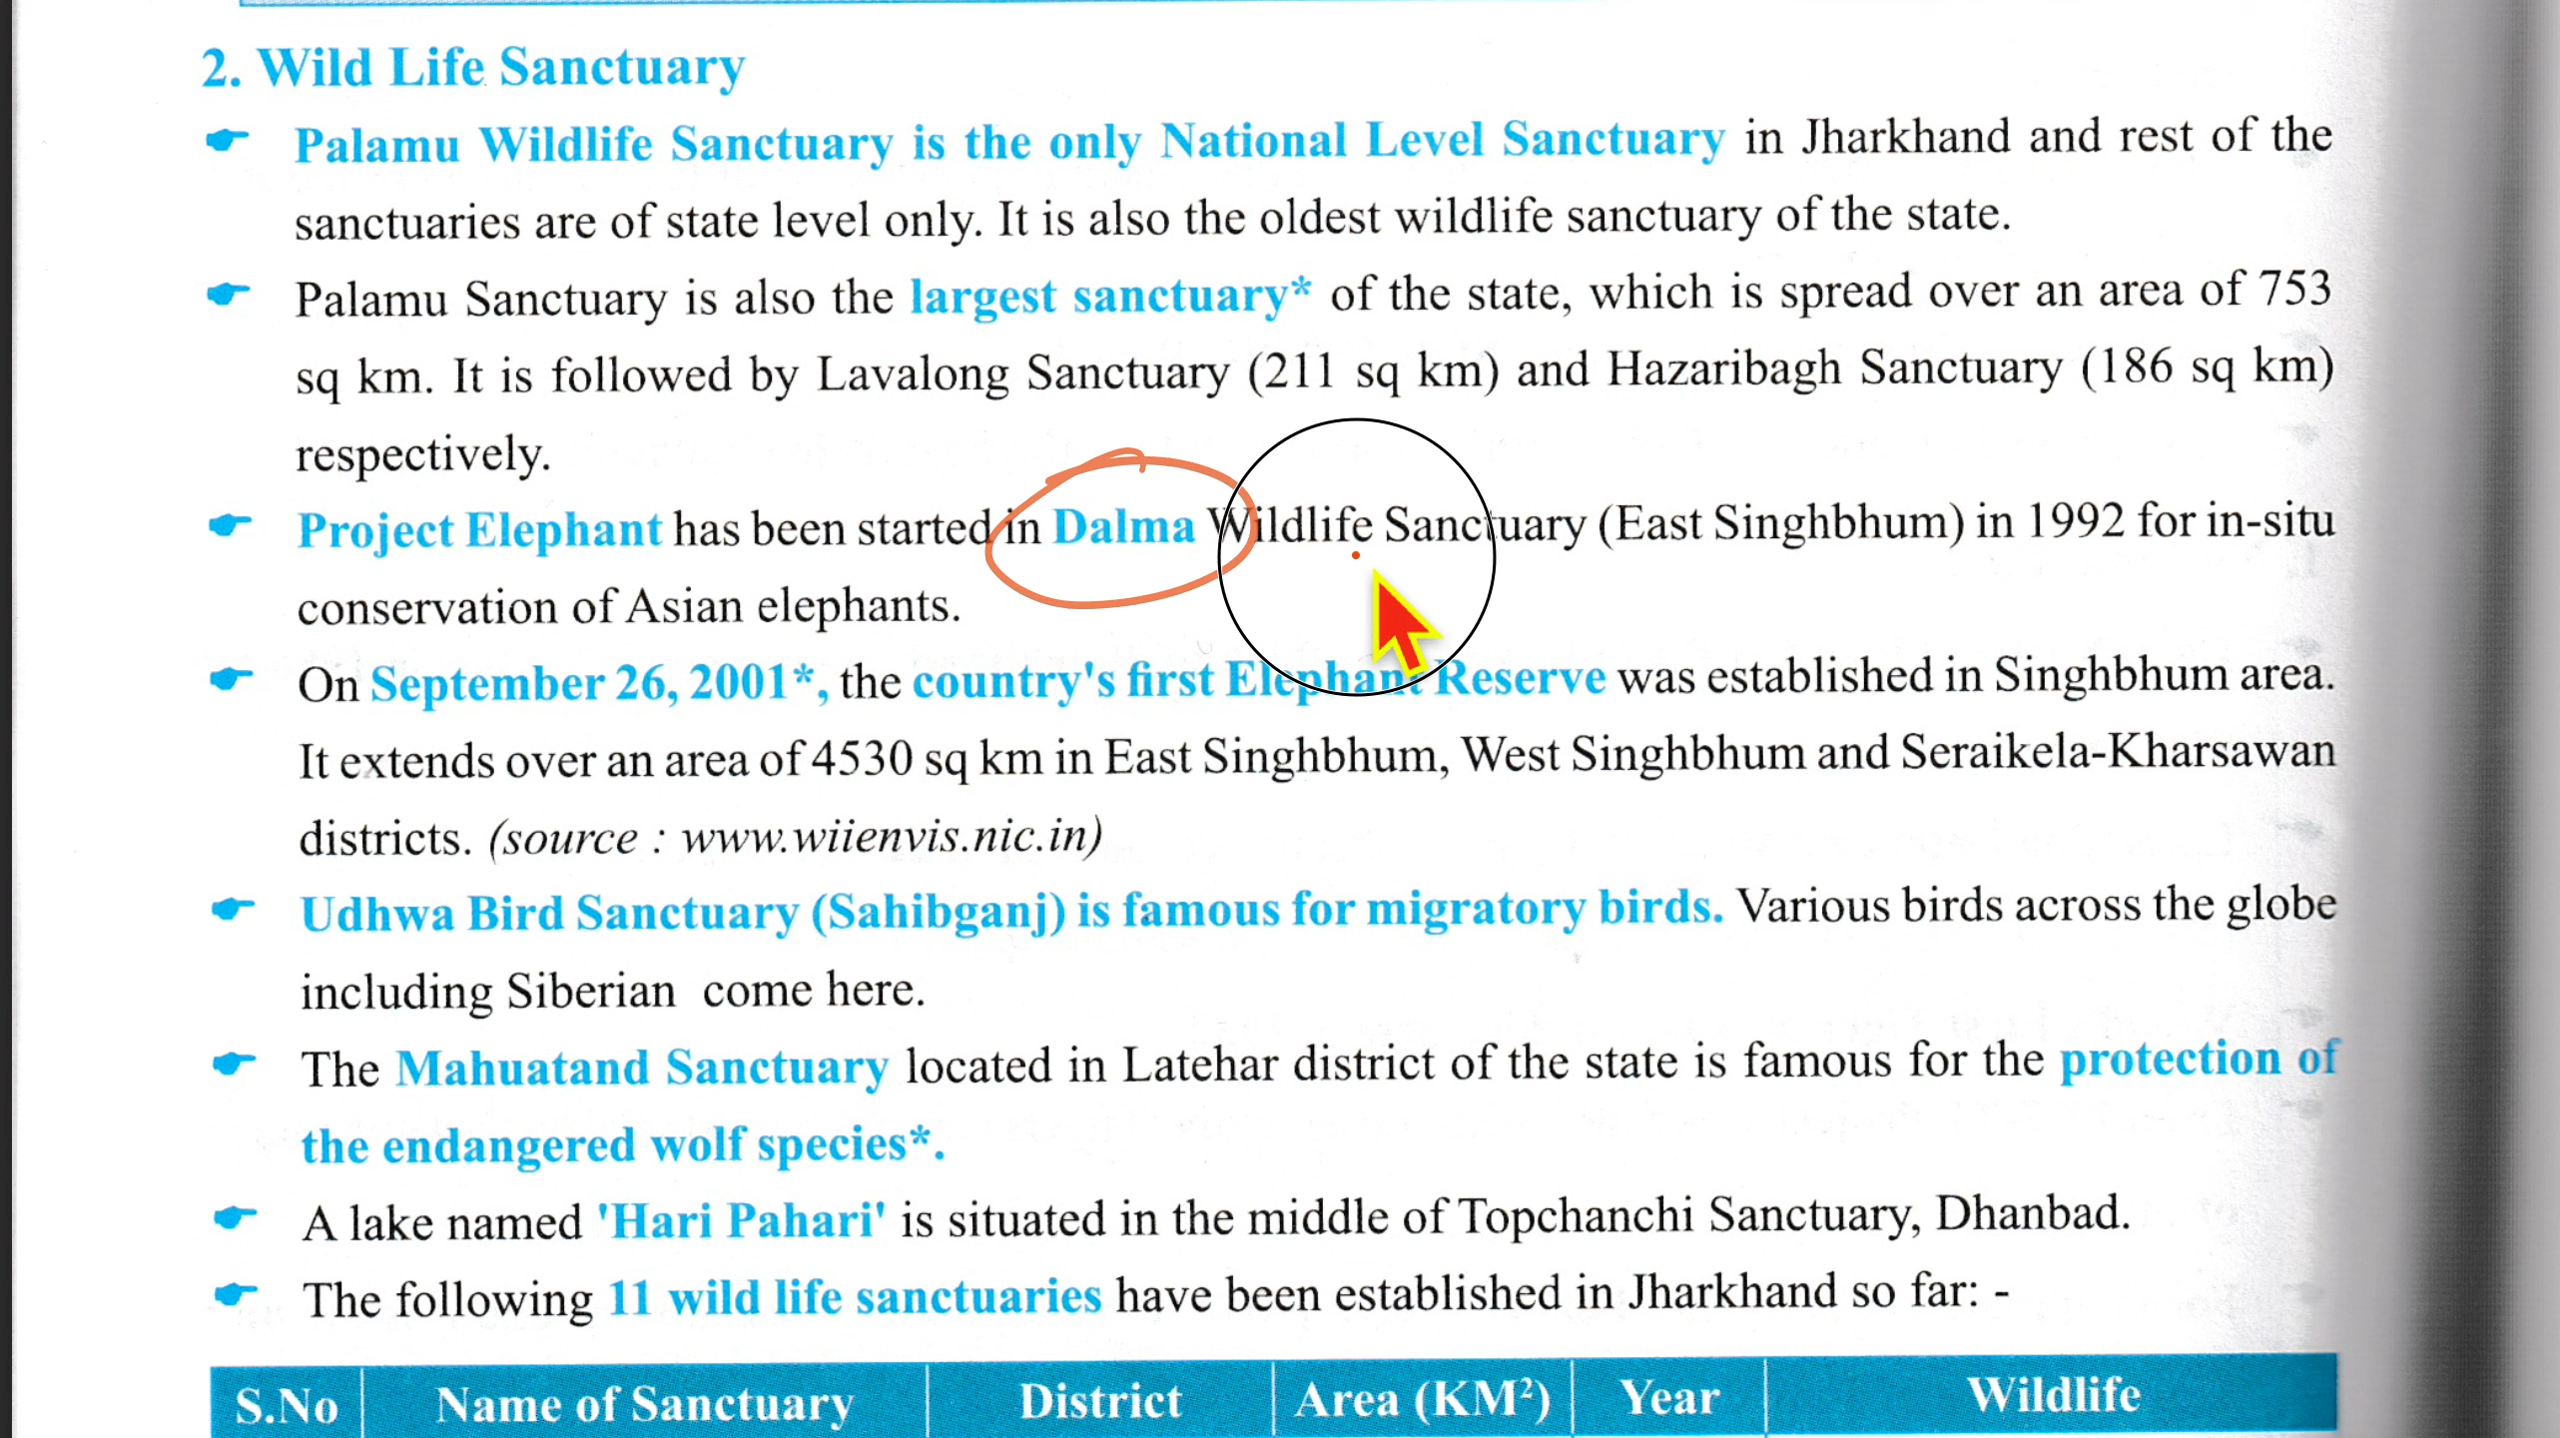 2. Wild Life Sanctuary
Palamu Wildlife Sanctuary is the only National Level Sanctuary in Jharkhand and rest of the
sanctuaries are of state level only. It is also the oldest wildlife sanctuary of the state.
Palamu Sanctuary is also the largest sanctuary* of the state, which is spread over an area of 753
sq km. It is followed by Lavalong Sanctuary (211 sq km) and Hazaribagh Sanctuary (186 sq km)
respectively.
Project Elephant has been started in Dalma Wildlife Sanctuary (East Singhbhum) in 1992 for in-situ
conservation of Asian elephants.
On September 26, 2001*, the country's first Elephant Reserve was established in Singhbhum area.
It extends over an area of 4530 sq km in East Singhbhum, West Singhbhum and Seraikela-Kharsawan
districts. (source : www.wiienvis.nic.in)
Udhwa Bird Sanctuary (Sahibganj) is famous for migratory birds. Various birds across the globe
including Siberian come here.
The Mahuatand Sanctuary located in Latehar district of the state is famous for the protection of
the endangered wolf species*.
A lake named 'Hari Pahari' is situated in the middle of Topchanchi Sanctuary, Dhanbad.
The following 11 wild life sanctuaries have been established in Jharkhand so far: -
S.No Name of Sanctuary District Area (KM²) Year Wildlife